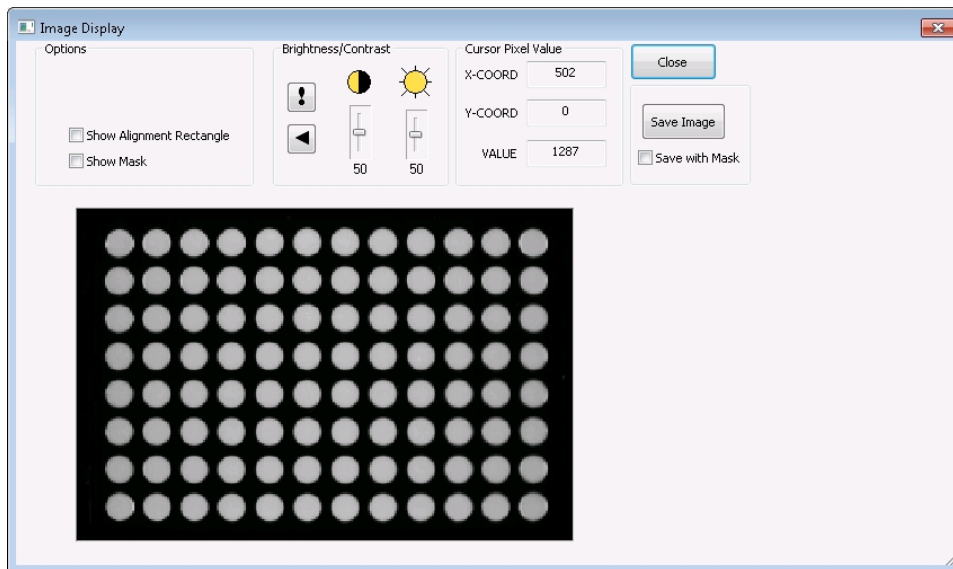 Image Display
Options
Show Alignment Rectangle
Show Mask
Brightness/Contrast
50
50
Cursor Pixel Value
X-COORD
502
Y-COORD
0
VALUE
1287
Close
Save Image
Save with Mask